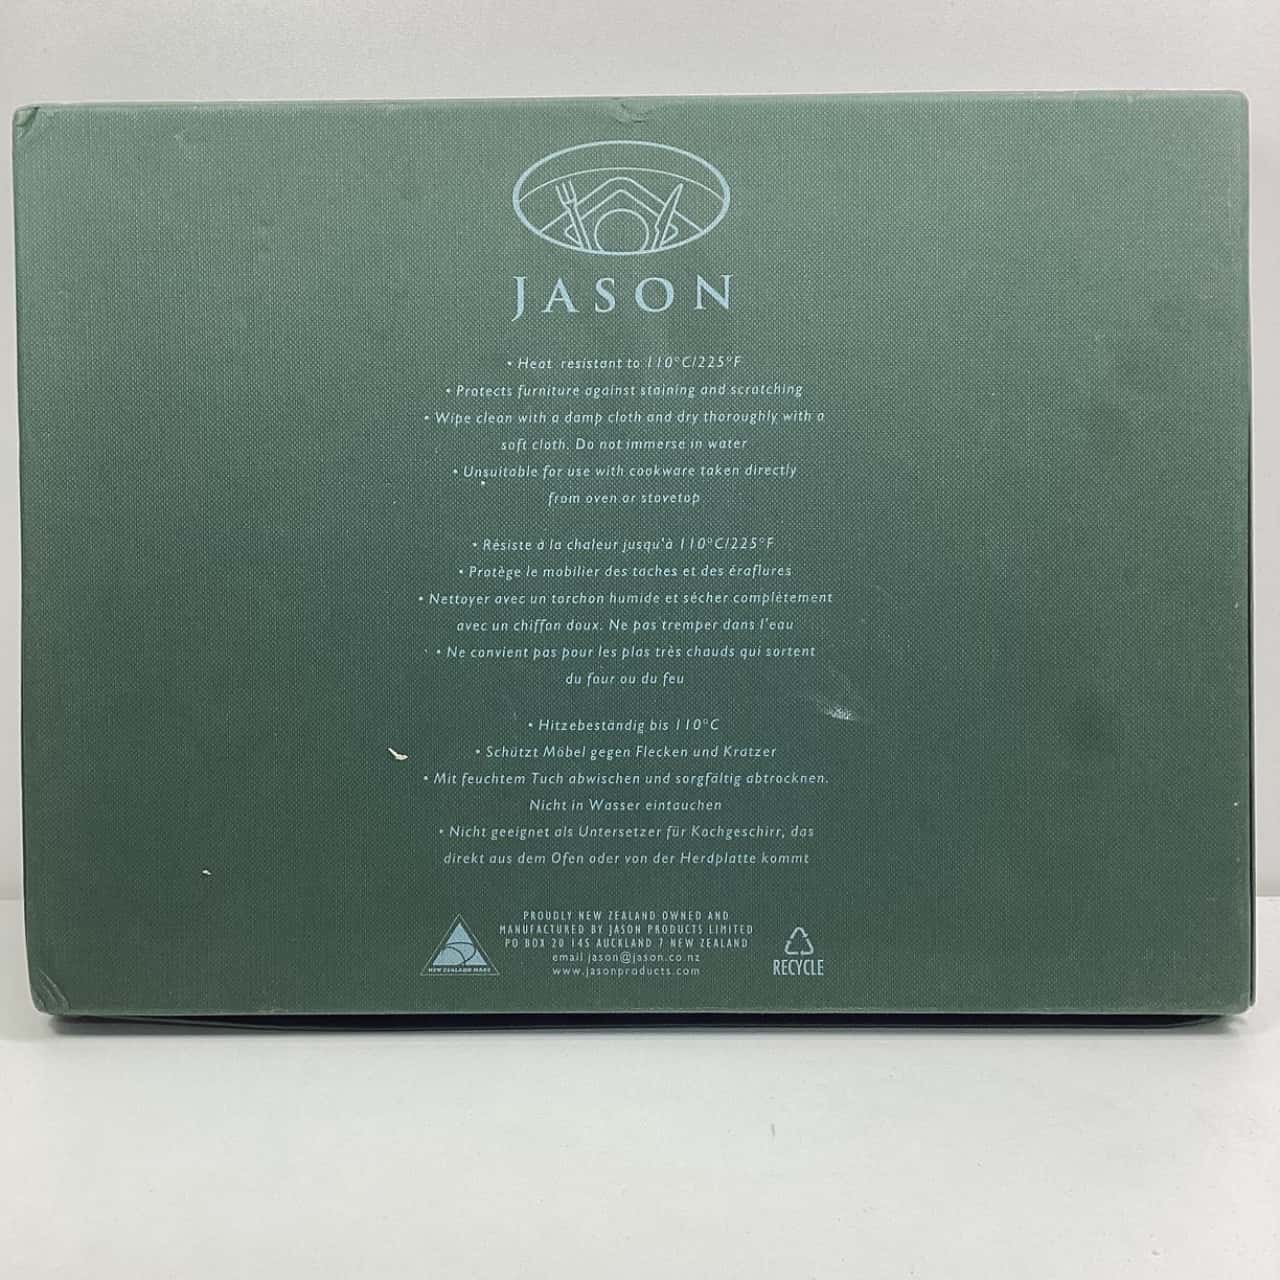 JASON
• Heat resistant to 110°C/225°F
• Protects furniture against staining and scratching
• Wipe clean with a damp cloth and dry thoroughly with a
soft cloth. Do not immerse in water
• Unsuitable for use with cookware taken directly
from oven or stovetop
• Résiste à la chaleur jusqu'à 110°C/225°F
• Protège le mobilier des taches et des éraflures
• Nettoyer avec un torchon humide et sécher complètement
avec un chiffon doux. Ne pas tremper dans l'eau
• Ne convient pas pour les plas très chauds qui sortent
du four ou du feu
• Hitzebeständig bis 110°C
• Schützt Möbel gegen Flecken und Kratzer
• Mit feuchtem Tuch abwischen und sorgfältig abtrocknen.
Nicht in Wasser eintauchen
• Nicht geeignet als Untersetzer für Kochgeschirr, das
direkt aus dem Ofen oder von der Herdplatte kommt
PROUDLY NEW ZEALAND OWNED AND
MANUFACTURED BY JASON PRODUCTS LIMITED
PO BOX 20 145 AUCKLAND 7 NEW ZEALAND
email jason@jason.co.nz
www.jasonproducts.com
NEW ZEALAND MADE
RECYCLE